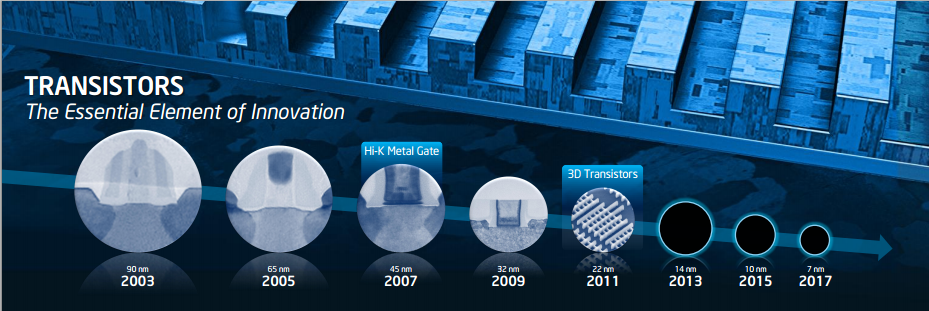 TRANSISTORS
The Essential Element of Innovation
Hi-K Metal Gate
3D Transistors
90 nm
2003
65 nm
2005
45 nm
2007
32 nm
2009
22 nm
2011
14 nm
2013
10 nm
2015
7 nm
2017